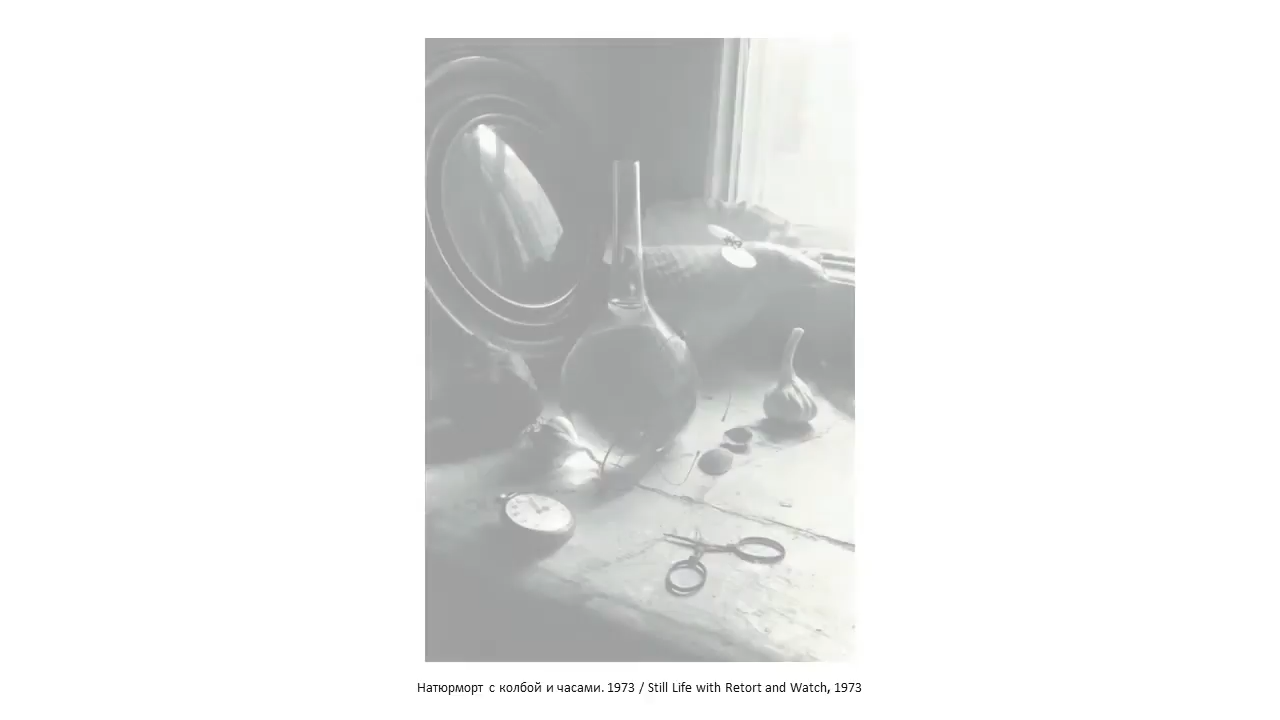 Натюрморт с колбой и часами. 1973 / Still Life with Retort and Watch, 1973